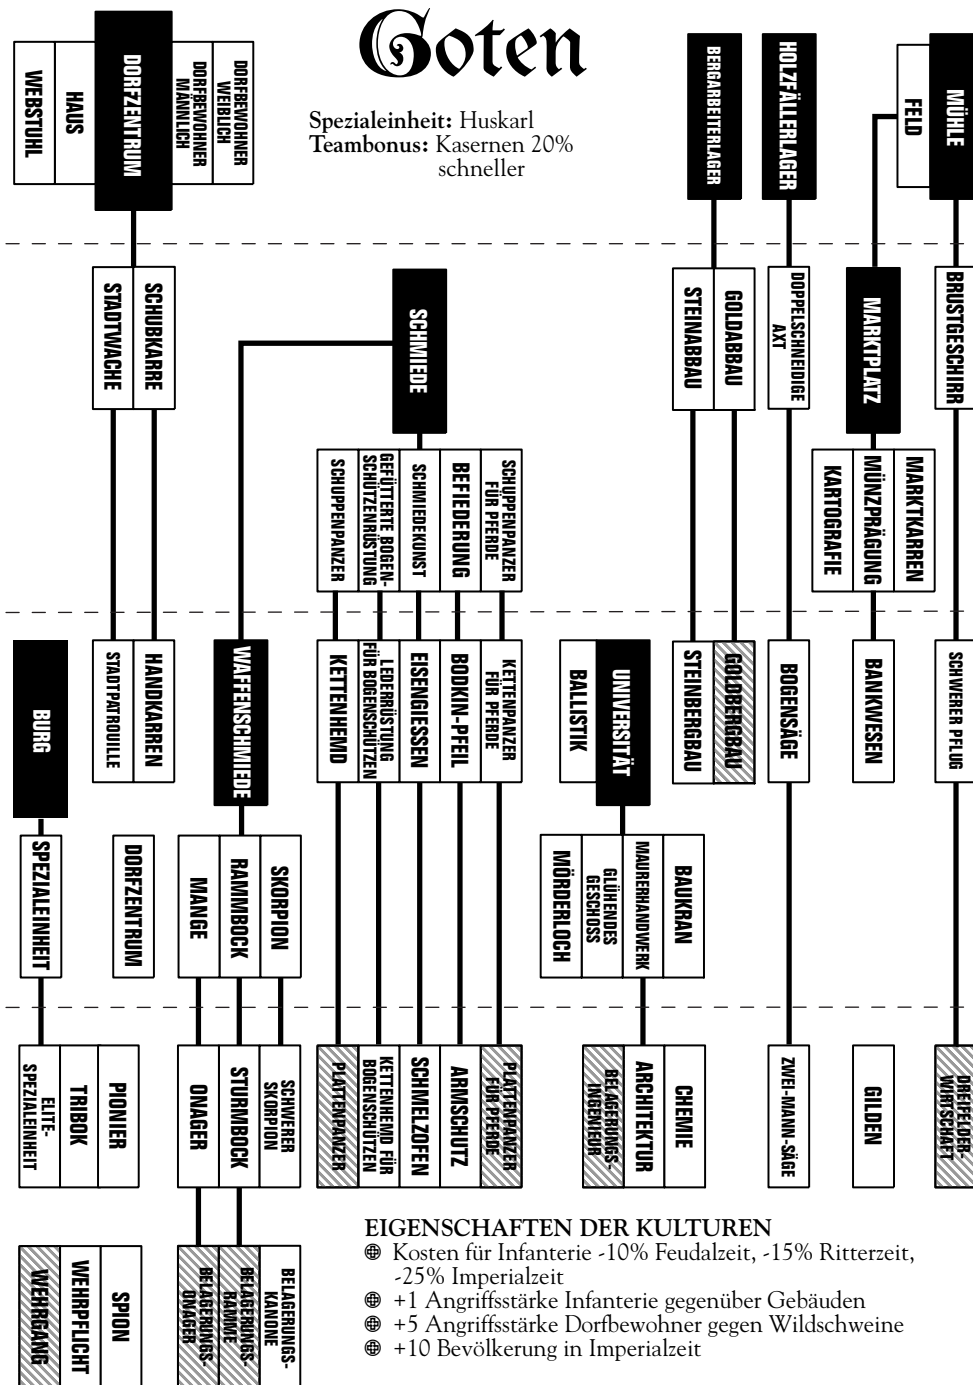 Goten
Spezialeinheit: Huskarl
Teambonus: Kasernen 20%
schneller
WEBSTUHL
HAUS
DORFZENTRUM
DORFBEWOHNER
MÄNNLICH
DORFBEWOHNER
WEIBLICH
BERGARBEITERLAGER
HOLZFÄLLERLAGER
FELD
MÜHLE
STADTWACHE
SCHUBKARRE
SCHMIEDE
STEINABBAU
GOLDABBAU
DOPPELSCHNEIDIGE
AXT
MARKTPLATZ
BRUSTGESCHIRR
SCHUPPENPANZER
GEFÜTTERTE BOGEN-
SCHÜTZENRÜSTUNG
SCHMIEDEKUNST
BEFIEDERUNG
SCHUPPENPANZER
FÜR PFERDE
KARTOGRAFIE
MÜNZPRÄGUNG
MARKTKARREN
BURG
STADTPATROUILLE
HANDKARREN
WAFFENSCHMIEDE
KETTENHEMD
LEDERRÜSTUNG
FÜR BOGENSCHÜTZEN
EISENGIESSEN
BODKIN-PFEIL
KETTENPANZER
FÜR PFERDE
BALLISTIK
UNIVERSITÄT
STEINBERGBAU
GOLDBERGBAU
BOGENSÄGE
BANKWESEN
SCHWERER PFLUG
SPEZIALEINHEIT
DORFZENTRUM
MANGE
RAMMBOCK
SKORPION
MÖRDERLOCH
GLÜHENDES
GESCHOSS
MAURERHANDWERK
BAUKRAN
ELITE-
SPEZIALEINHEIT
TRIBOK
PIONIER
ONAGER
STURMBOCK
SCHWERER
SKORPION
PLATTENPANZER
KETTENHEMD FÜR
BOGENSCHÜTZEN
SCHMELZOFEN
ARMSCHUTZ
PLATTENPANZER
FÜR PFERDE
BELAGERUNGS-
INGENIEUR
ARCHITEKTUR
CHEMIE
ZWEI-MANN-SÄGE
GILDEN
DREIFELDER-
WIRTSCHAFT
WEHRGANG
WEHRPFLICHT
SPION
BELAGERUNGS-
ONAGER
BELAGERUNGS-
RAMME
BELAGERUNGS-
KANONE
EIGENSCHAFTEN DER KULTUREN
Kosten für Infanterie -10% Feudalzeit, -15% Ritterzeit,
-25% Imperialzeit
+1 Angriffsstärke Infanterie gegenüber Gebäuden
+5 Angriffsstärke Dorfbewohner gegen Wildschweine
+10 Bevölkerung in Imperialzeit